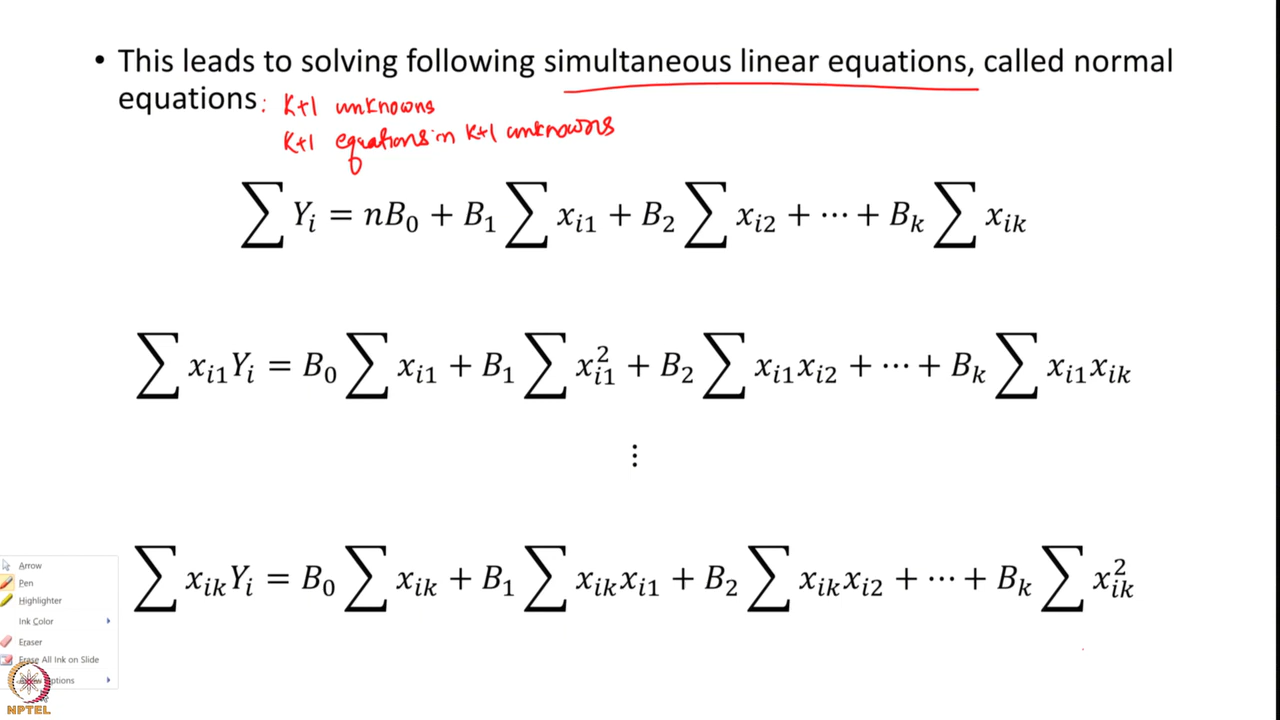 • This leads to solving following simultaneous linear equations, called normal
equations : K+1 unknowns
K+1 equations in K+1 unknowns
∑ Yᵢ = nB₀ + B₁ ∑ xᵢ₁ + B₂ ∑ xᵢ₂ + ⋯ + Bₖ ∑ xᵢₖ
∑ xᵢ₁Yᵢ = B₀ ∑ xᵢ₁ + B₁ ∑ xᵢ₁² + B₂ ∑ xᵢ₁xᵢ₂ + ⋯ + Bₖ ∑ xᵢ₁xᵢₖ
⋮
∑ xᵢₖYᵢ = B₀ ∑ xᵢₖ + B₁ ∑ xᵢₖxᵢ₁ + B₂ ∑ xᵢₖxᵢ₂ + ⋯ + Bₖ ∑ xᵢₖ²
Arrow
Pen
Highlighter
Ink Color
Eraser
Erase All Ink on Slide
NPTEL